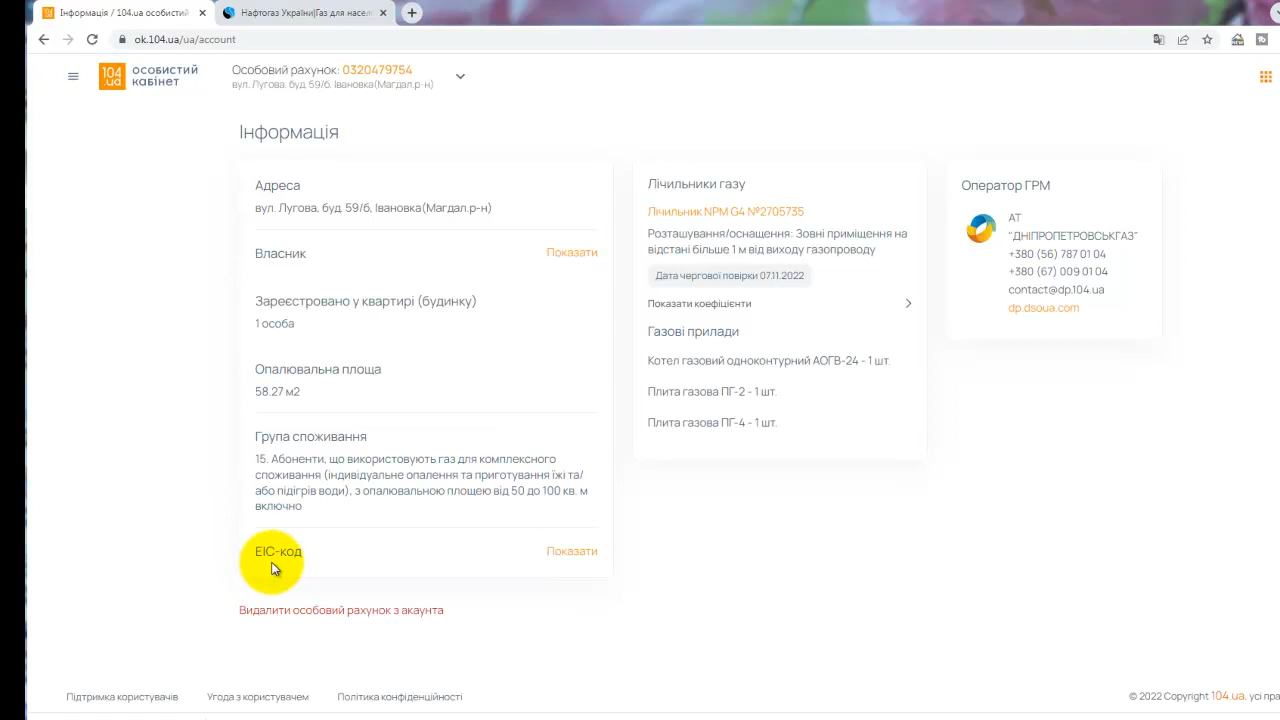 Інформація / 104.ua особистий
Нафтогаз України|Газ для насел
ok.104.ua/ua/account
104
.ua
особистий
кабінет
Особовий рахунок: 0320479754
вул. Лугова. буд. 59/б. Івановка(Магдал.р-н)
Інформація
Адреса
вул. Лугова, буд. 59/б, Івановка(Магдал.р-н)
Власник
Показати
Зареєстровано у квартирі (будинку)
1 особа
Опалювальна площа
58.27 м2
Група споживання
15. Абоненти, що використовують газ для комплексного
споживання (індивідуальне опалення та приготування їжі та/
або підігрів води), з опалювальною площею від 50 до 100 кв. м
включно
EIC-код
Показати
Видалити особовий рахунок з акаунта
Лічильники газу
Лічильник NPM G4 №2705735
Розташування/оснащення: Зовні приміщення на
відстані більше 1 м від виходу газопроводу
Дата чергової повірки 07.11.2022
Показати коефіцієнти
Газові прилади
Котел газовий одноконтурний АОГВ-24 - 1 шт.
Плита газова ПГ-2 - 1 шт.
Плита газова ПГ-4 - 1 шт.
Оператор ГРМ
АТ
"ДНІПРОПЕТРОВСЬКГАЗ"
+380 (56) 787 01 04
+380 (67) 009 01 04
contact@dp.104.ua
dp.dsoua.com
Підтримка користувачів
Угода з користувачем
Політика конфіденційності
© 2022 Copyright 104.ua, усі пра